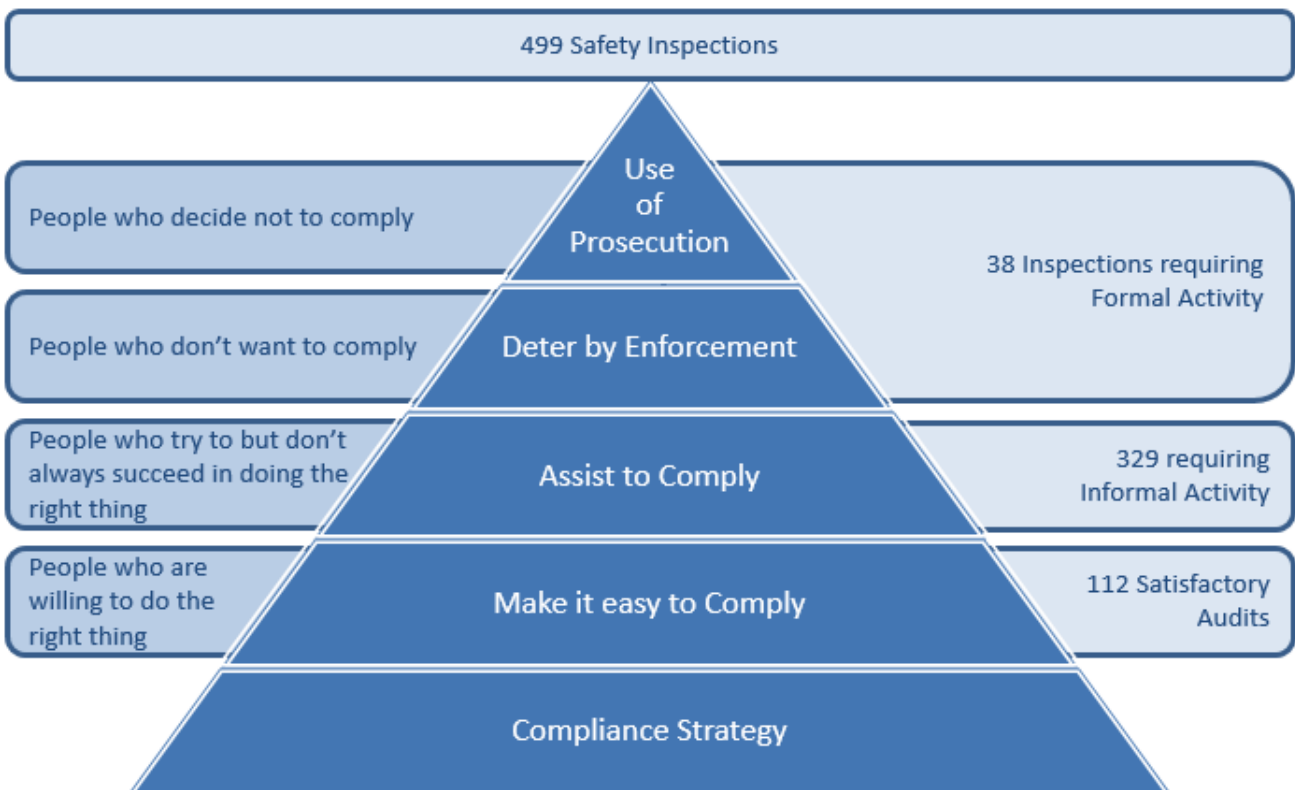 499 Safety Inspections
Use
of
Prosecution
People who decide not to comply
38 Inspections requiring
Formal Activity
People who don't want to comply
Deter by Enforcement
People who try to but don't
always succeed in doing the
right thing
Assist to Comply
329 requiring
Informal Activity
People who are
willing to do the
right thing
Make it easy to Comply
112 Satisfactory
Audits
Compliance Strategy